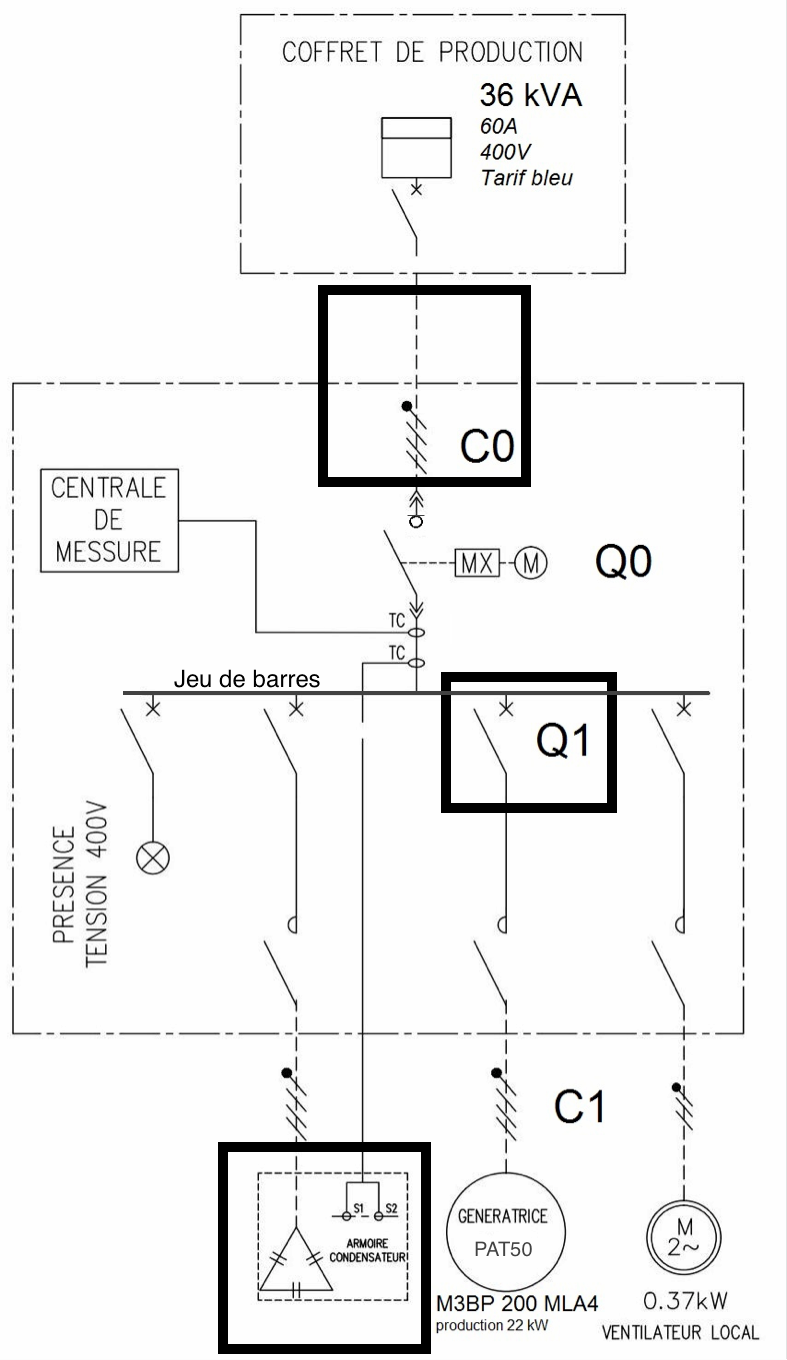 COFFRET DE PRODUCTION
36 kVA
60A
400V
Tarif bleu
C0
CENTRALE
DE
MESSURE
MX
M
Q0
TC
TC
Jeu de barres
Q1
PRESENCE
TENSION 400V
C1
S1
S2
ARMOIRE
CONDENSATEUR
GENERATRICE
PAT50
M
2~
M3BP 200 MLA4
production 22 kW
0.37kW
VENTILATEUR LOCAL